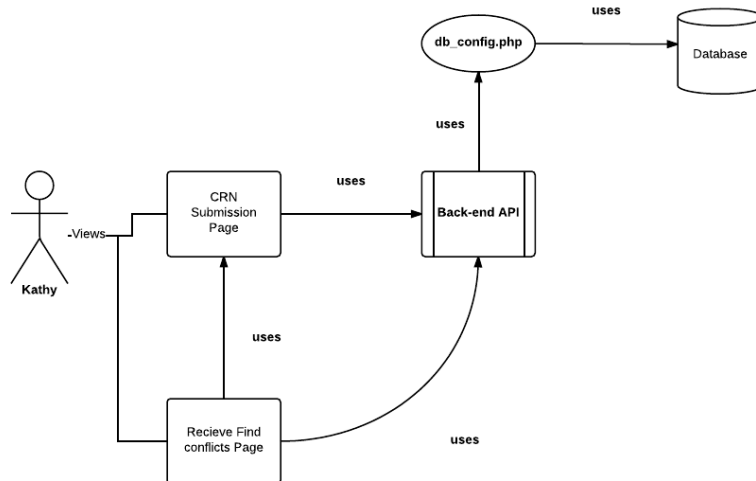 uses
db_config.php
Database
uses
CRN
Submission
Page
uses
Back-end API
Views
Kathy
uses
Recieve Find
conflicts Page
uses